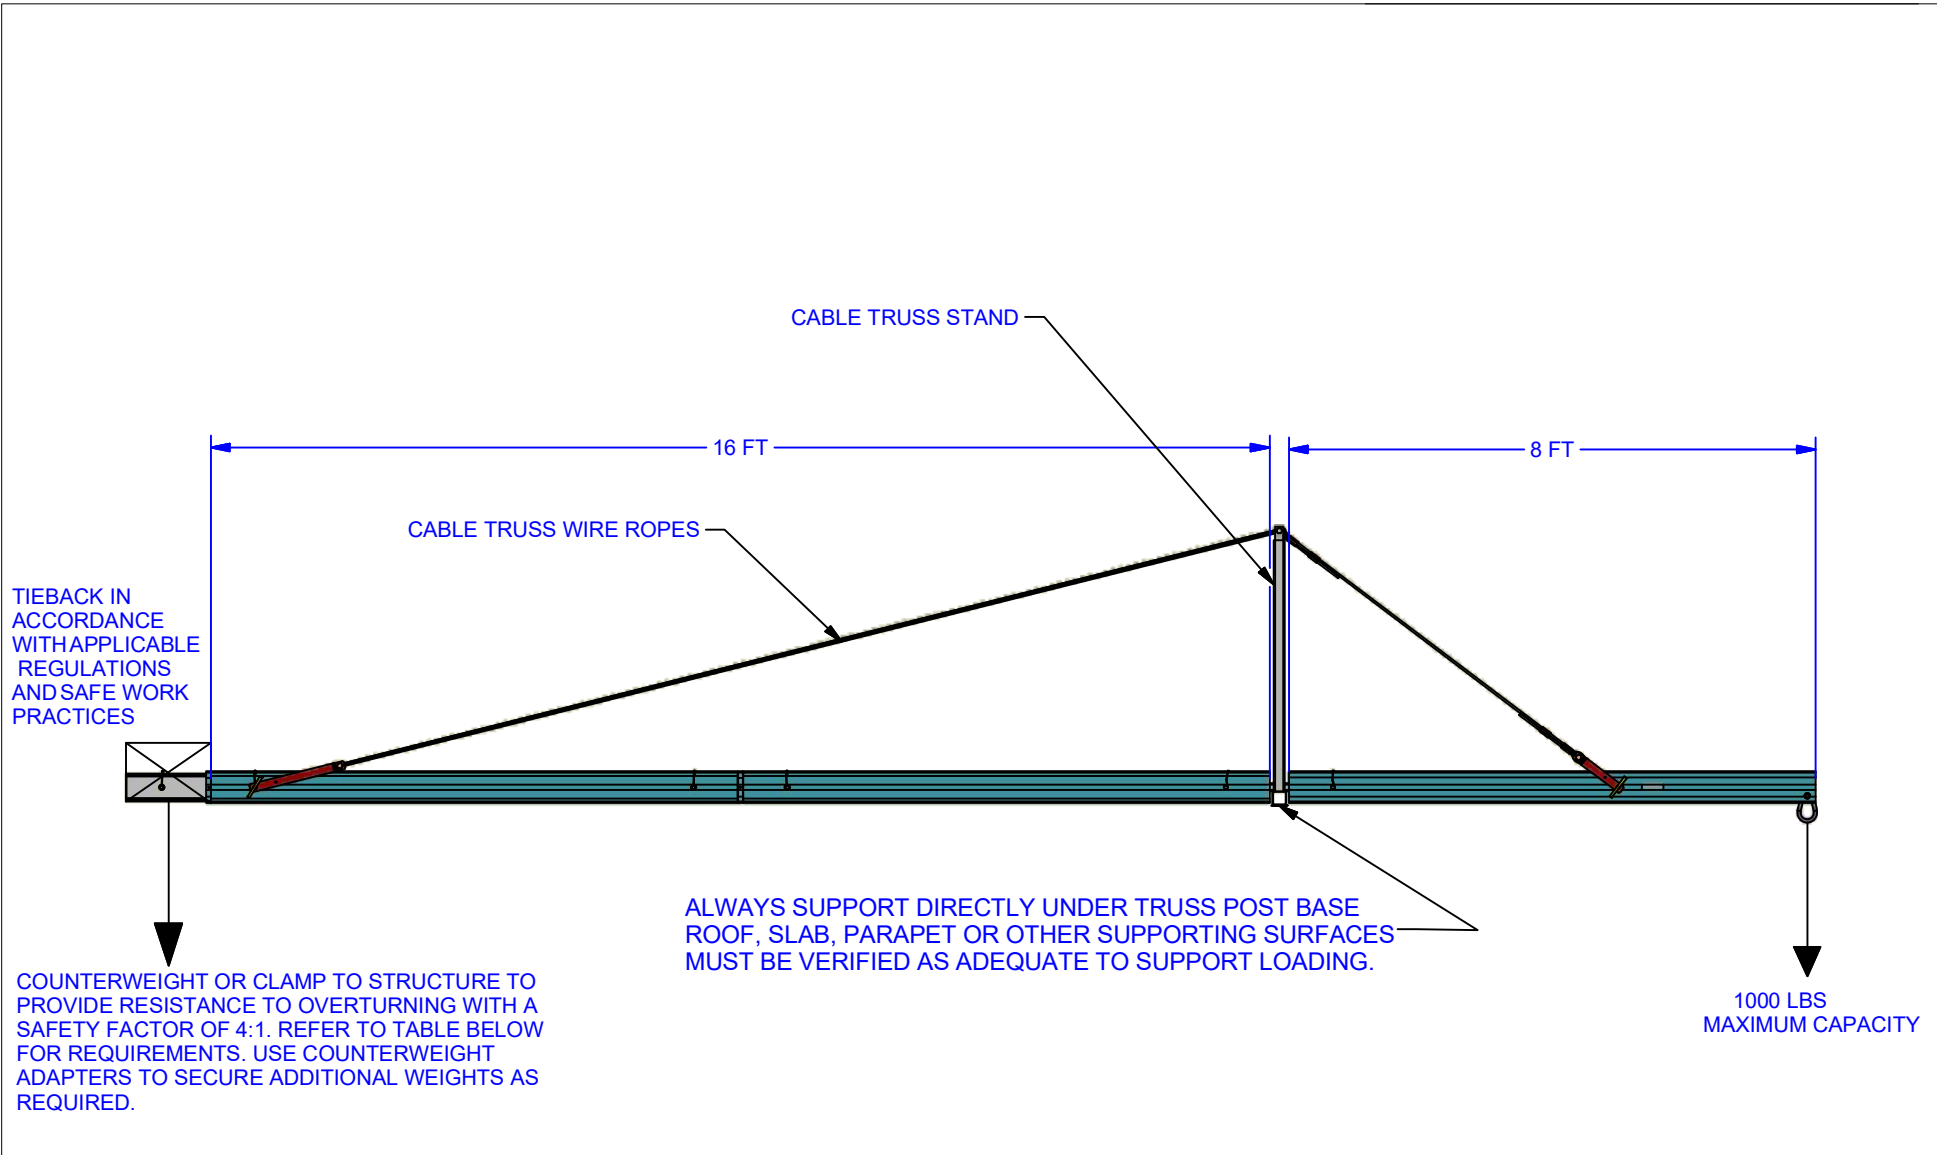 CABLE TRUSS STAND
16 FT
8 FT
CABLE TRUSS WIRE ROPES
TIEBACK IN
ACCORDANCE
WITH APPLICABLE
REGULATIONS
AND SAFE WORK
PRACTICES
ALWAYS SUPPORT DIRECTLY UNDER TRUSS POST BASE
ROOF, SLAB, PARAPET OR OTHER SUPPORTING SURFACES
MUST BE VERIFIED AS ADEQUATE TO SUPPORT LOADING.
COUNTERWEIGHT OR CLAMP TO STRUCTURE TO
PROVIDE RESISTANCE TO OVERTURNING WITH A
SAFETY FACTOR OF 4:1. REFER TO TABLE BELOW
FOR REQUIREMENTS. USE COUNTERWEIGHT
ADAPTERS TO SECURE ADDITIONAL WEIGHTS AS
REQUIRED.
1000 LBS
MAXIMUM CAPACITY